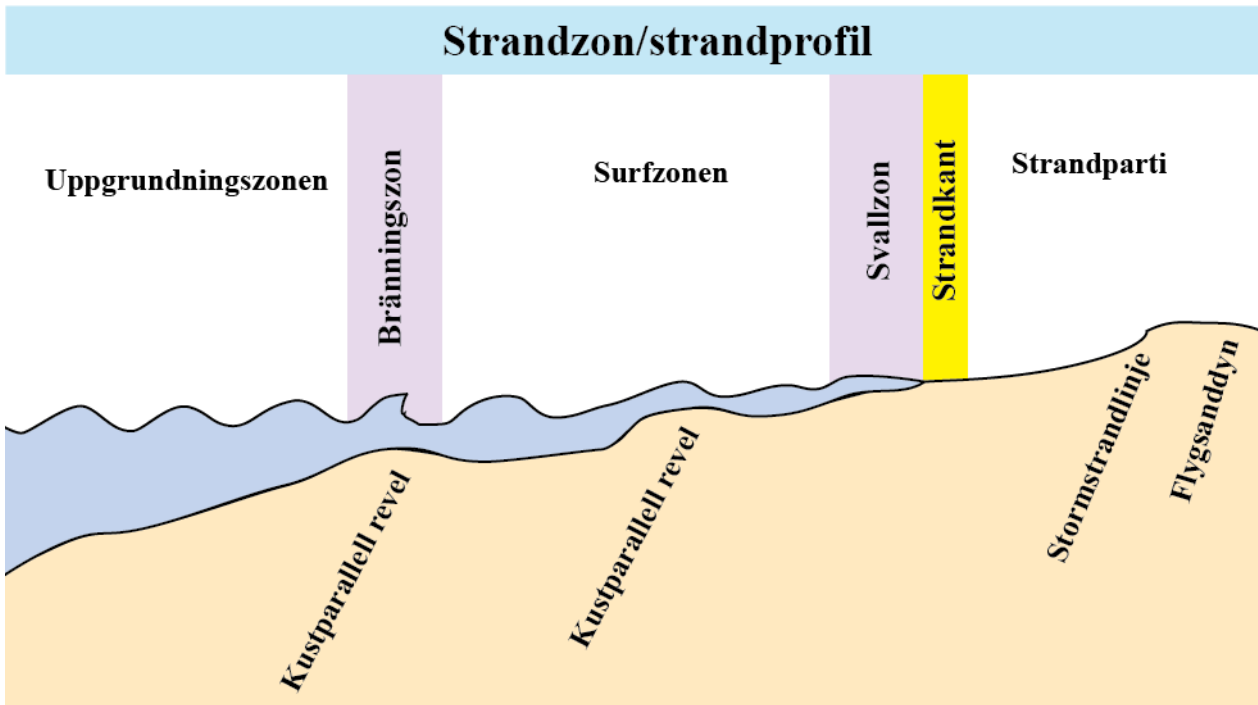 Strandzon/strandprofil
Uppgrundningszonen
Bränningszon
Surfzonen
Svallzon
Strandkant
Strandparti
Kustparallell revel
Kustparallell revel
Stormstrandlinje
Flygsanddyn